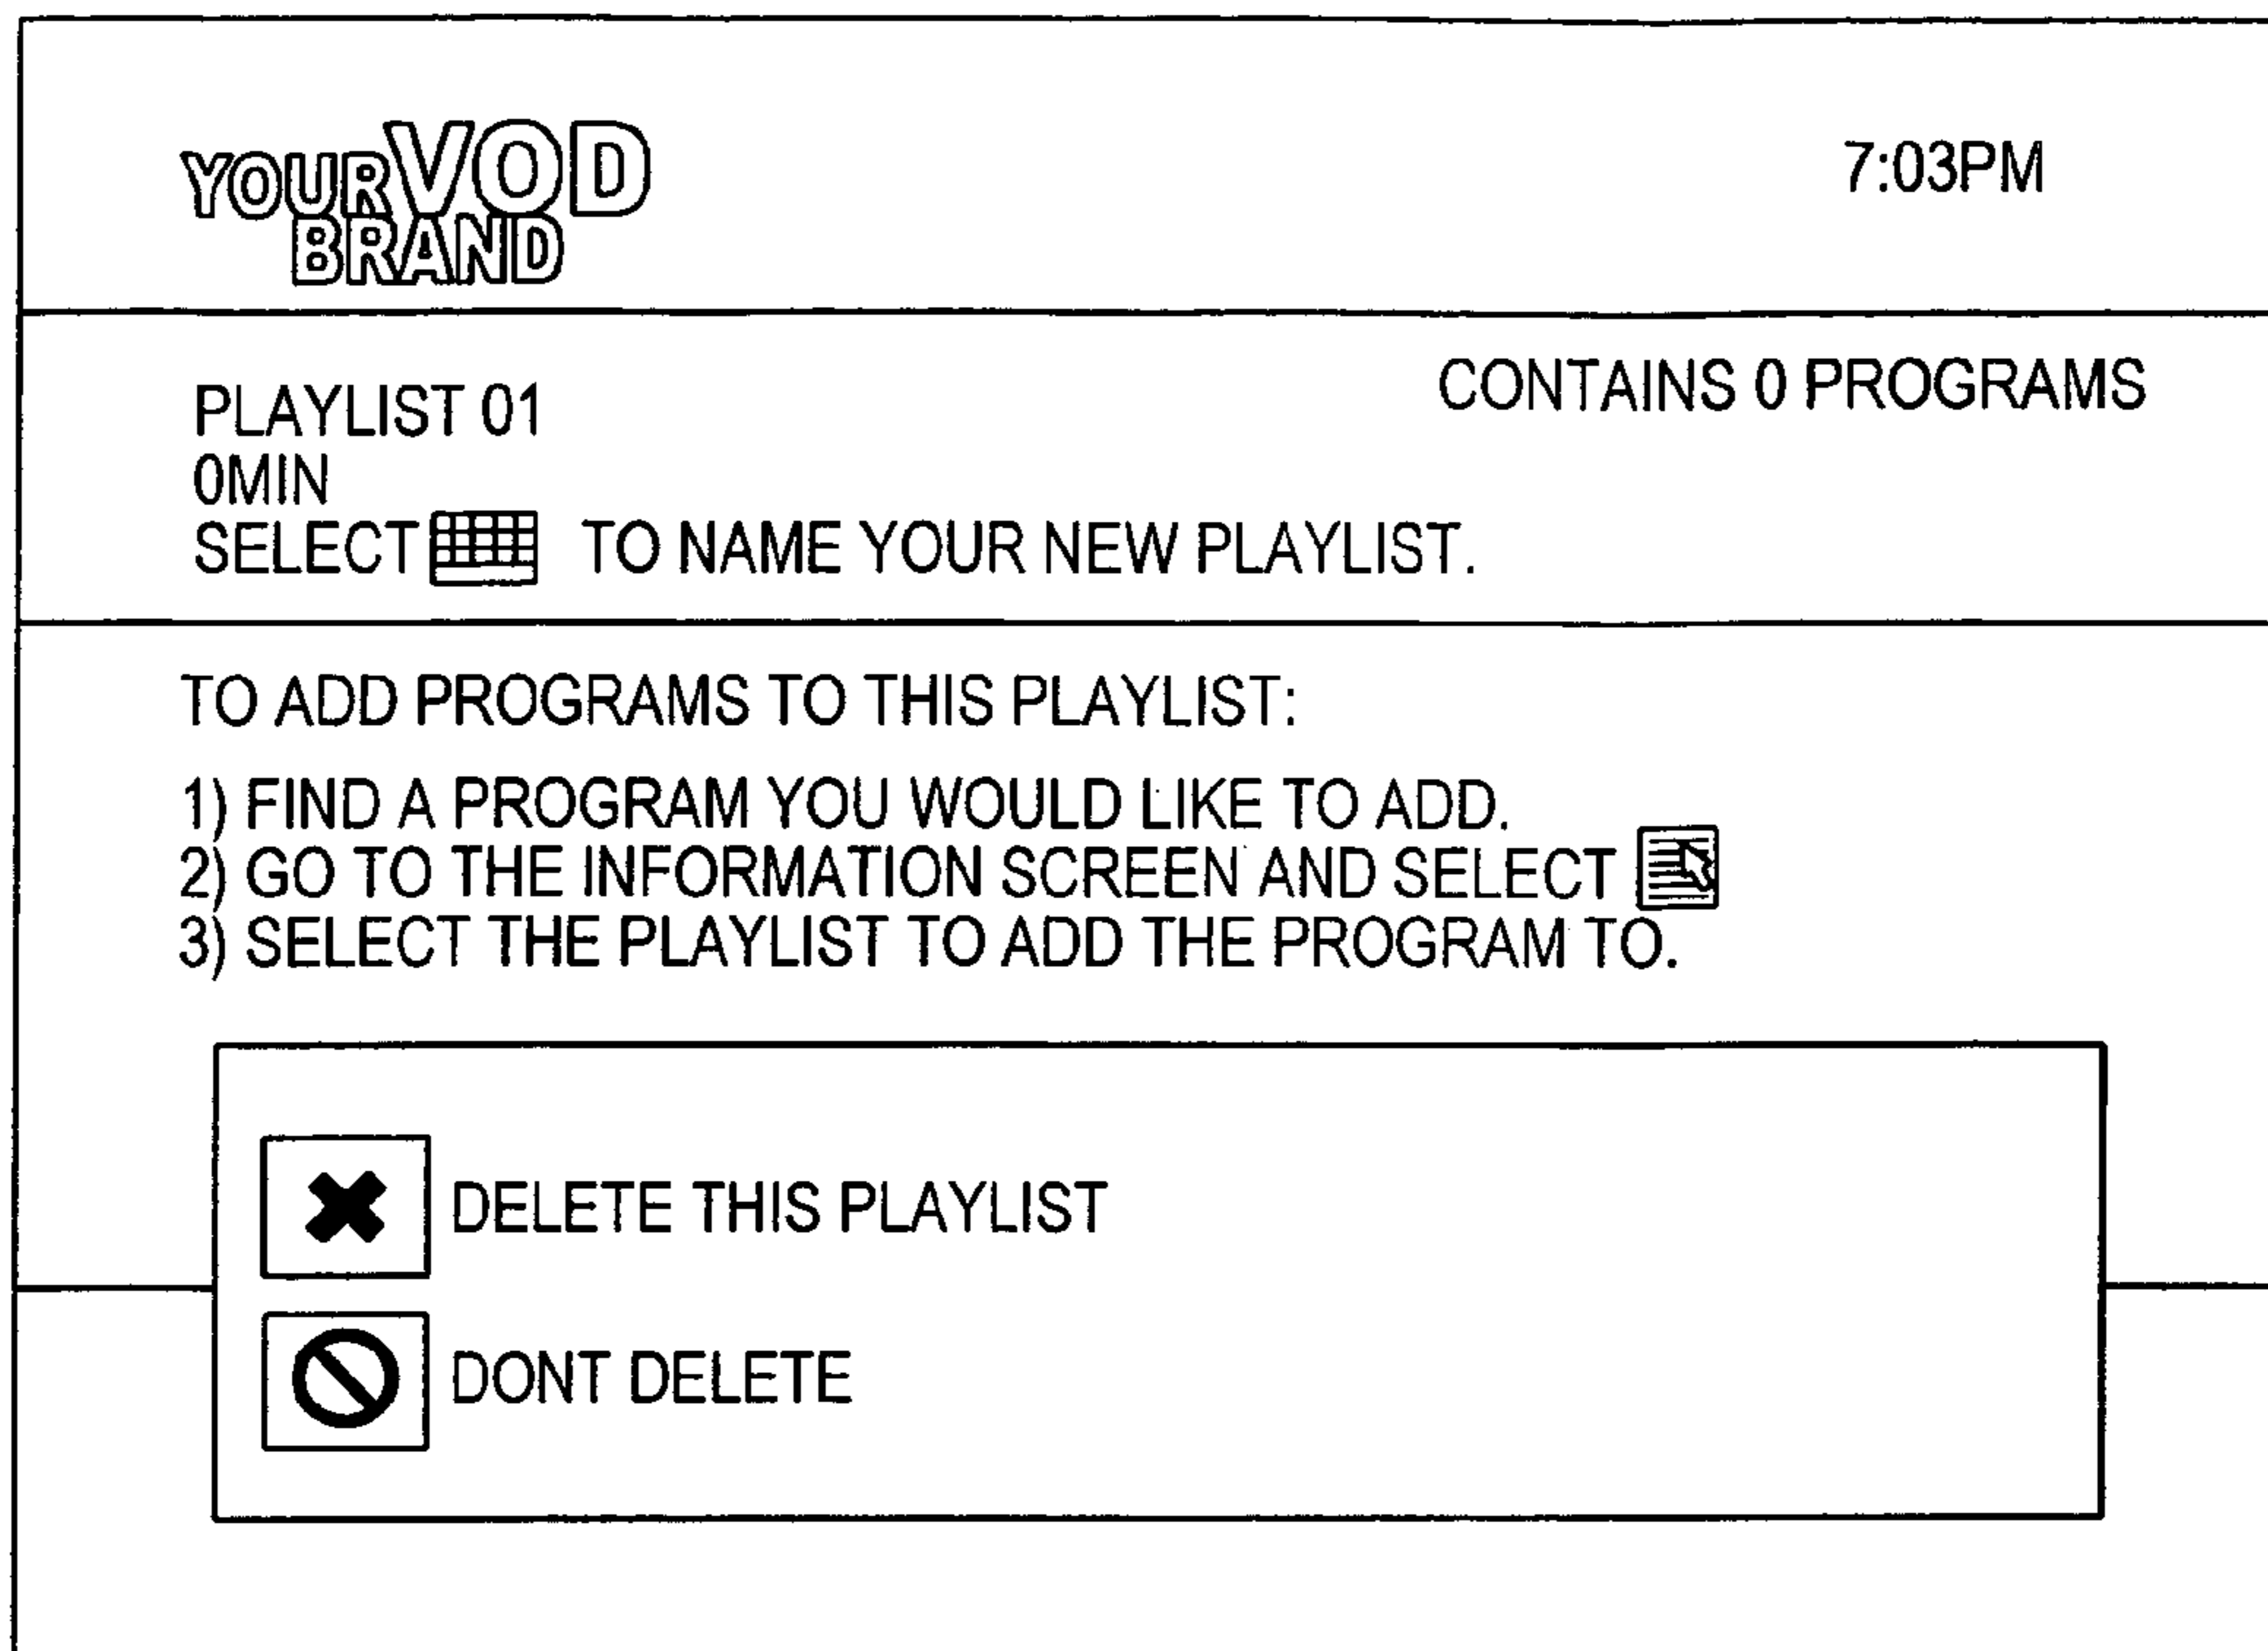 YOUR VOD
BRAND
7:03PM
PLAYLIST 01
CONTAINS 0 PROGRAMS
0MIN
SELECT TO NAME YOUR NEW PLAYLIST.
TO ADD PROGRAMS TO THIS PLAYLIST:
1) FIND A PROGRAM YOU WOULD LIKE TO ADD.
2) GO TO THE INFORMATION SCREEN AND SELECT
3) SELECT THE PLAYLIST TO ADD THE PROGRAM TO.
DELETE THIS PLAYLIST
DONT DELETE